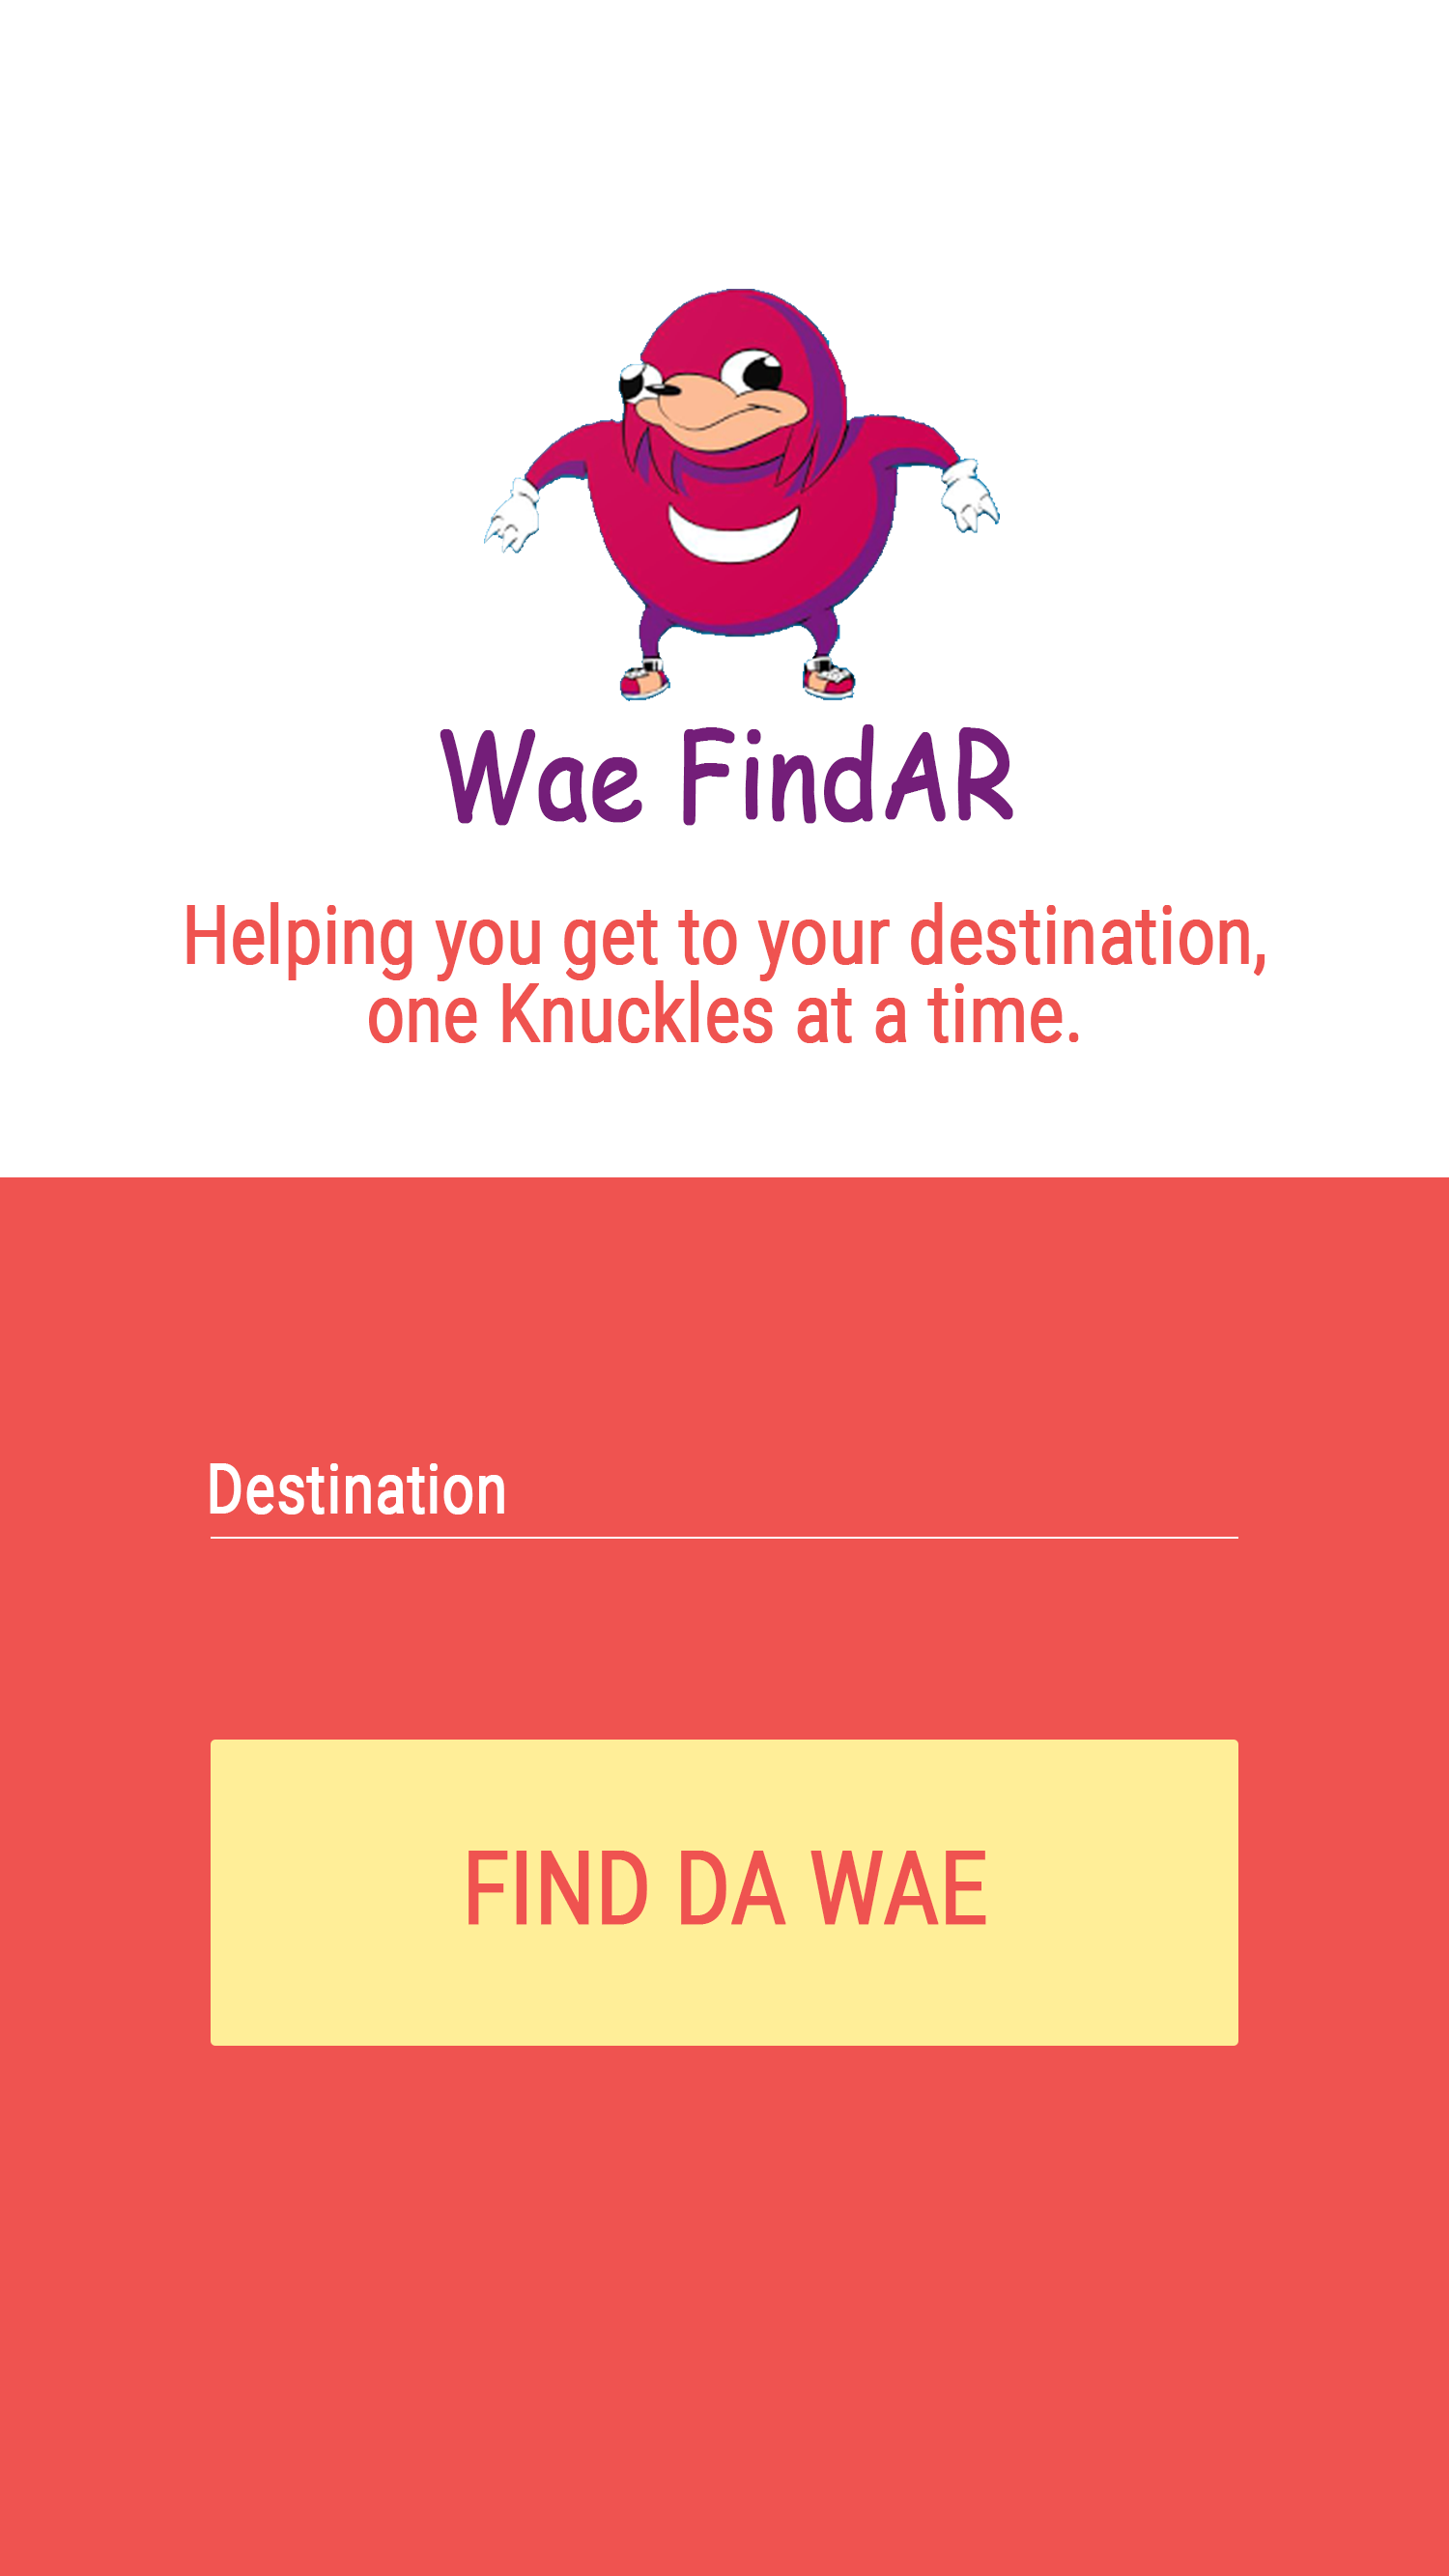 Wae FindAR
Helping you get to your destination,
one Knuckles at a time.
Destination
FIND DA WAE